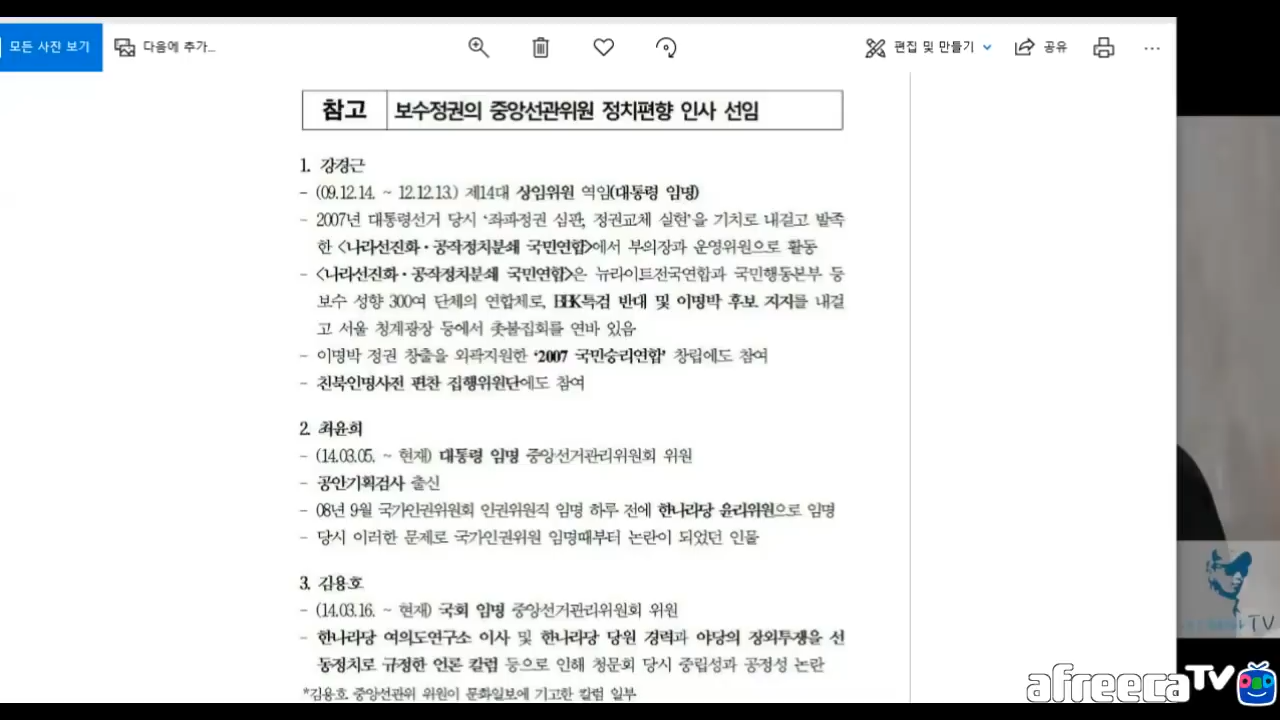 모든 사진 보기
다음에 추가...
편집 및 만들기
공유
참고 보수정권의 중앙선관위원 정치편향 인사 선임
1. 강경근
- (09.12.14. ~ 12.12.13.) 제14대 상임위원 역임(대통령 임명)
- 2007년 대통령선거 당시 '좌파정권 심판, 정권교체 실현'을 기치로 내걸고 발족
한 <나라선진화·공작정치분쇄 국민연합>에서 부의장과 운영위원으로 활동
- <나라선진화·공작정치분쇄 국민연합>은 뉴라이트전국연합과 국민행동본부 등
보수 성향 300여 단체의 연합체로, BBK특검 반대 및 이명박 후보 지지를 내걸
고 서울 청계광장 등에서 촛불집회를 연바 있음
- 이명박 정권 창출을 외곽지원한 '2007 국민승리연합' 창립에도 참여
- 친북인명사전 편찬 집행위원단에도 참여
2. 최윤희
- (14.03.05. ~ 현재) 대통령 임명 중앙선거관리위원회 위원
- 공안기획검사 출신
- 08년 9월 국가인권위원회 인권위원직 임명 하루 전에 한나라당 윤리위원으로 임명
- 당시 이러한 문제로 국가인권위원 임명때부터 논란이 되었던 인물
3. 김용호
- (14.03.16. ~ 현재) 국회 임명 중앙선거관리위원회 위원
- 한나라당 여의도연구소 이사 및 한나라당 당원 경력과 야당의 장외투쟁을 선
동정치로 규정한 언론 칼럼 등으로 인해 청문회 당시 중립성과 공정성 논란
*김용호 중앙선관위 위원이 문화일보에 기고한 칼럼 일부
TV
afreecaTV